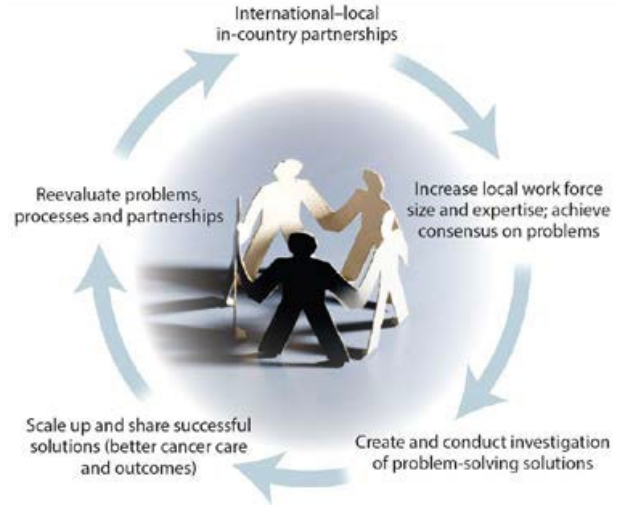 International–local
in-country partnerships
Increase local work force
size and expertise; achieve
consensus on problems
Create and conduct investigation
of problem-solving solutions
Scale up and share successful
solutions (better cancer care
and outcomes)
Reevaluate problems,
processes and partnerships